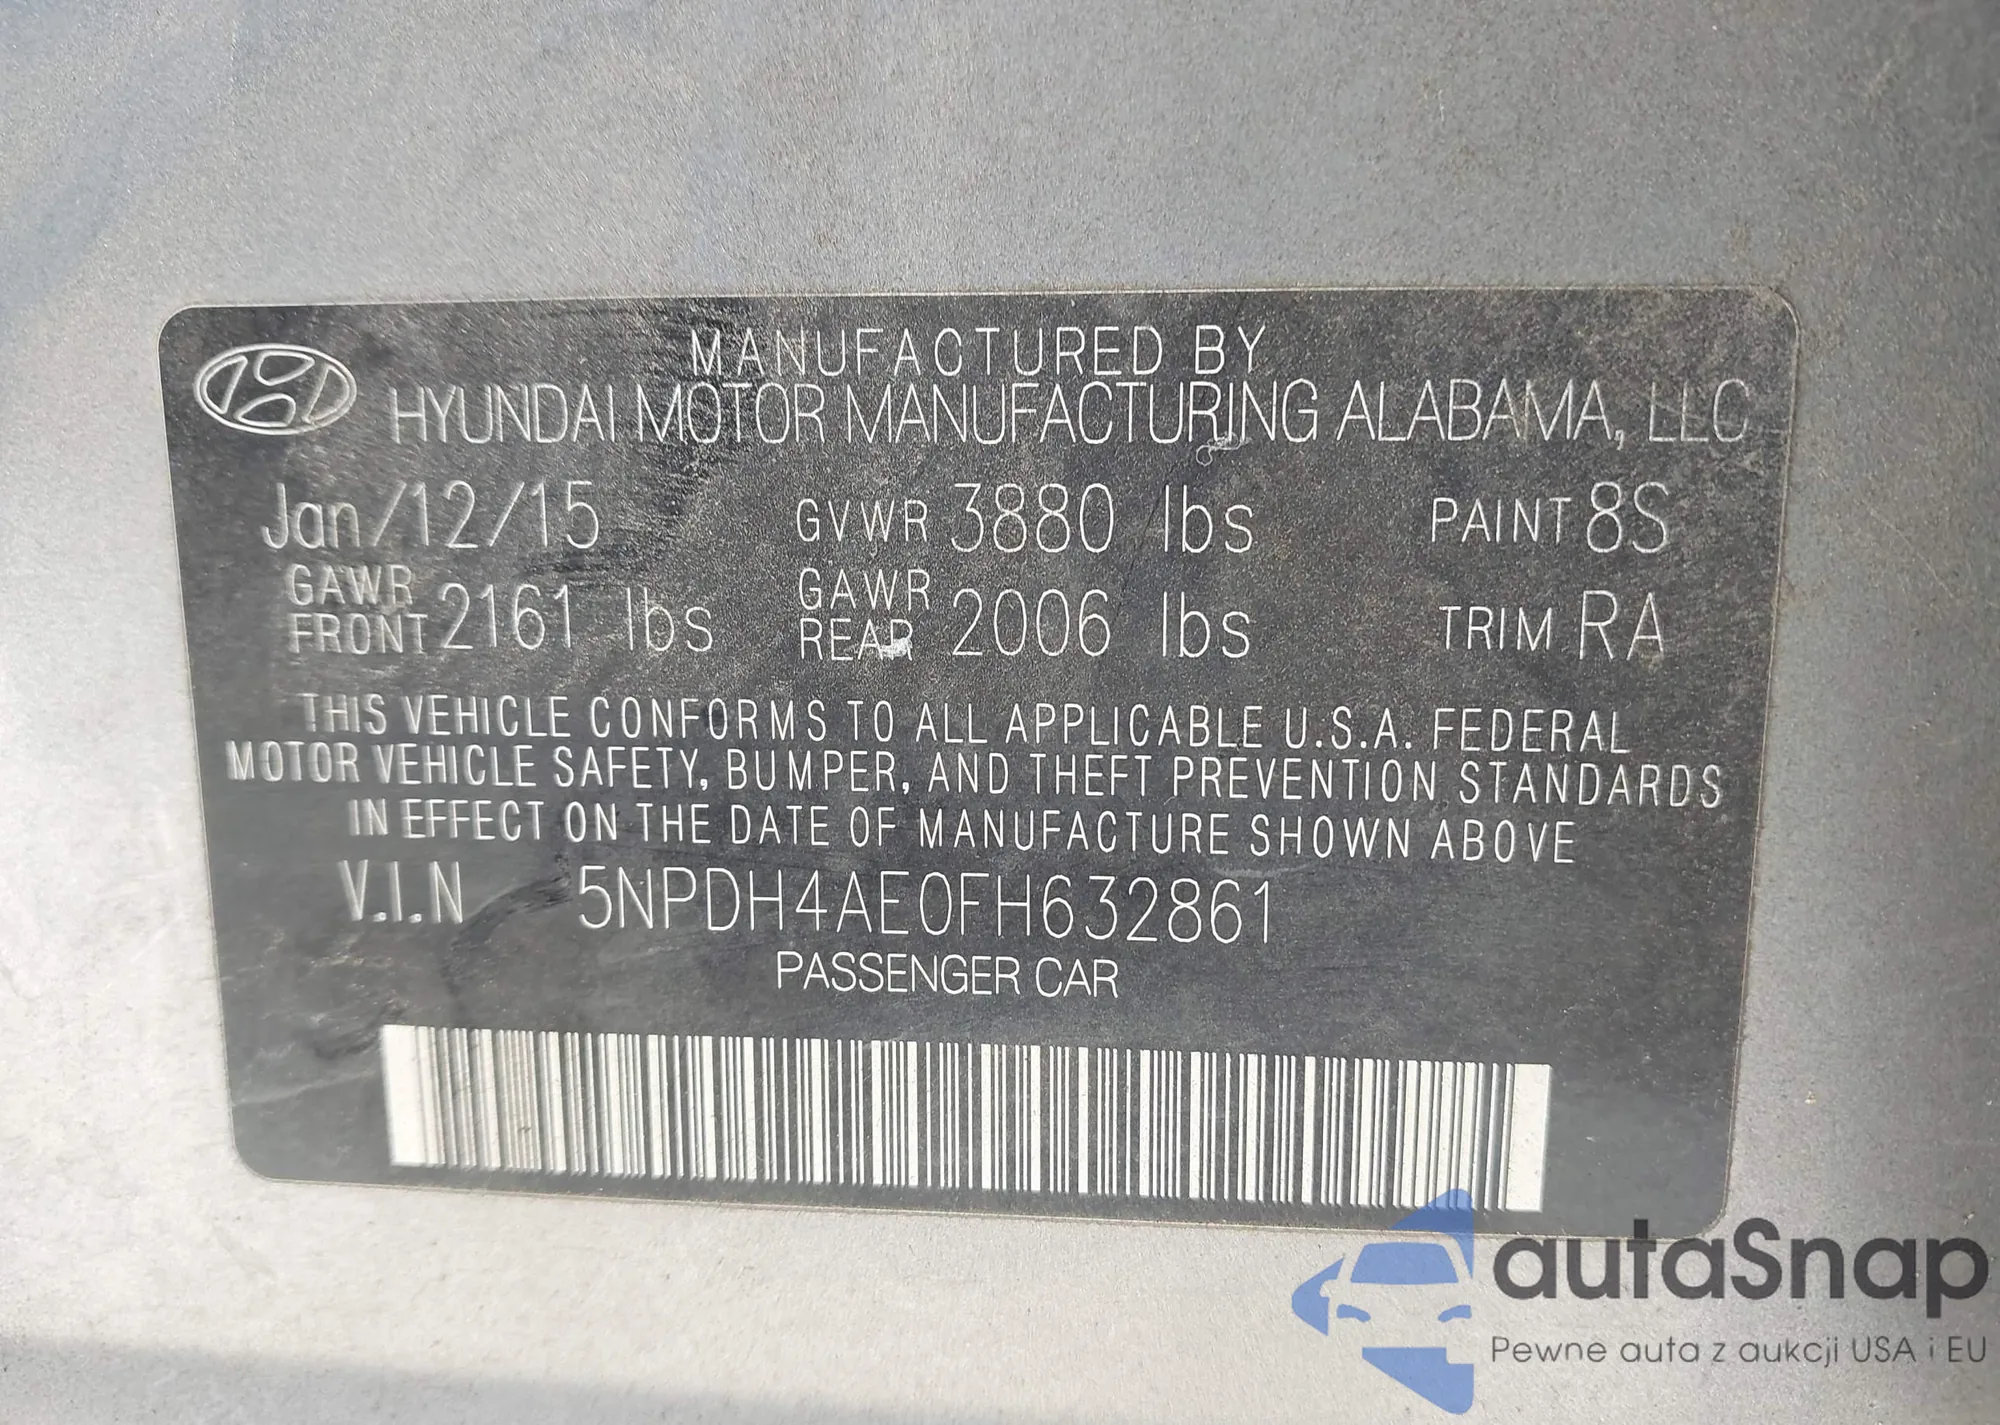 MANUFACTURED BY
HYUNDAI MOTOR MANUFACTURING ALABAMA, LLC
Jan/12/15 GVWR 3880 lbs PAINT 8S
GAWR FRONT 2161 lbs GAWR REAR 2006 lbs TRIM RA
THIS VEHICLE CONFORMS TO ALL APPLICABLE U.S.A. FEDERAL
MOTOR VEHICLE SAFETY, BUMPER, AND THEFT PREVENTION STANDARDS
IN EFFECT ON THE DATE OF MANUFACTURE SHOWN ABOVE
V.I.N 5NPDH4AE0FH632861
PASSENGER CAR
autaSnap
Pewne auta z aukcji USA i EU